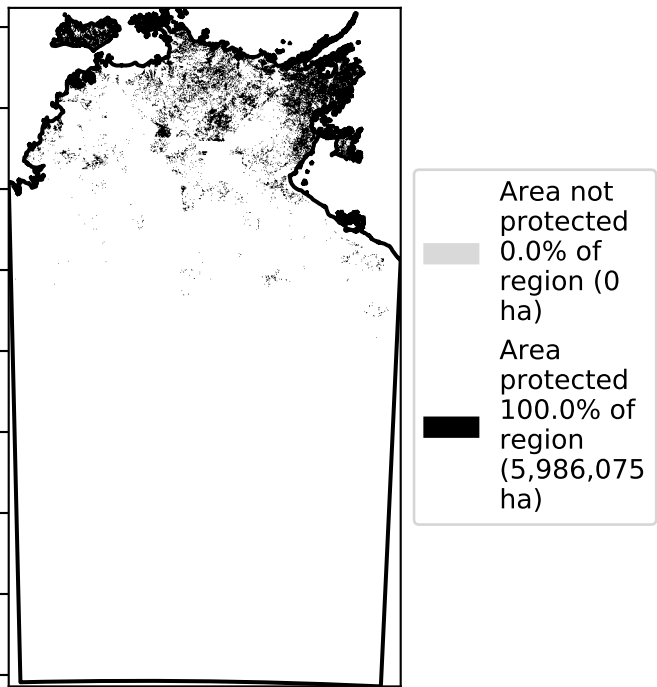 Area not
protected
0.0% of
region (0
ha)
Area
protected
100.0% of
region
(5,986,075
ha)